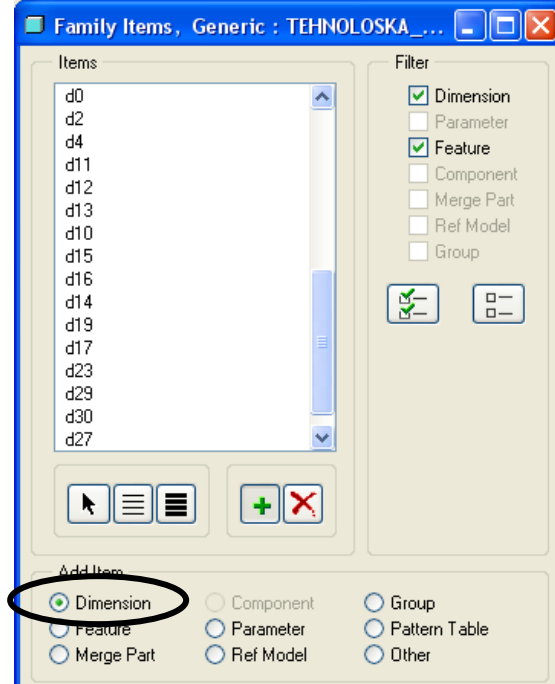 Family Items, Generic : TEHNOLOSKA_...
Items
d0
d2
d4
d11
d12
d13
d10
d15
d16
d14
d19
d17
d23
d29
d30
d27
Filter
Dimension
Parameter
Feature
Component
Merge Part
Ref Model
Group
Add Item
Dimension
Component
Group
Feature
Parameter
Pattern Table
Merge Part
Ref Model
Other